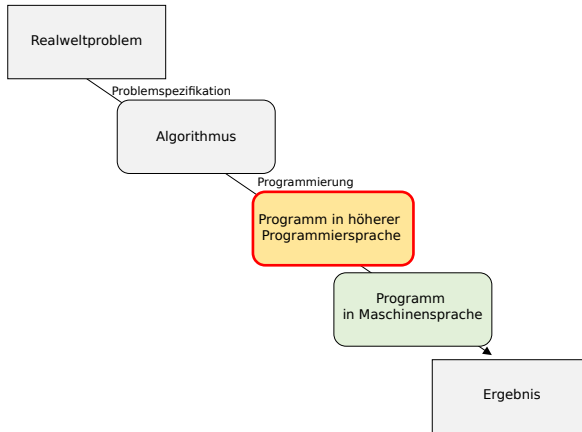 Realweltproblem
Problemspezifikation
Algorithmus
Programmierung
Programm in höherer
Programmiersprache
Programm
in Maschinensprache
Ergebnis